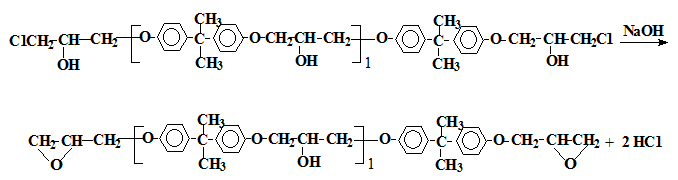 CH₃ CH₃
ClCH₂—CH—CH₂—[—O—C—O—CH₂—CH—CH₂—]₁—O—C—O—CH₂—CH—CH₂Cl NaOH
OH CH₃ OH CH₃ OH
CH₃ CH₃
CH₂—CH—CH₂—[—O—C—O—CH₂—CH—CH₂—]₁—O—C—O—CH₂—CH—CH₂ + 2 HCl
O CH₃ OH CH₃ O